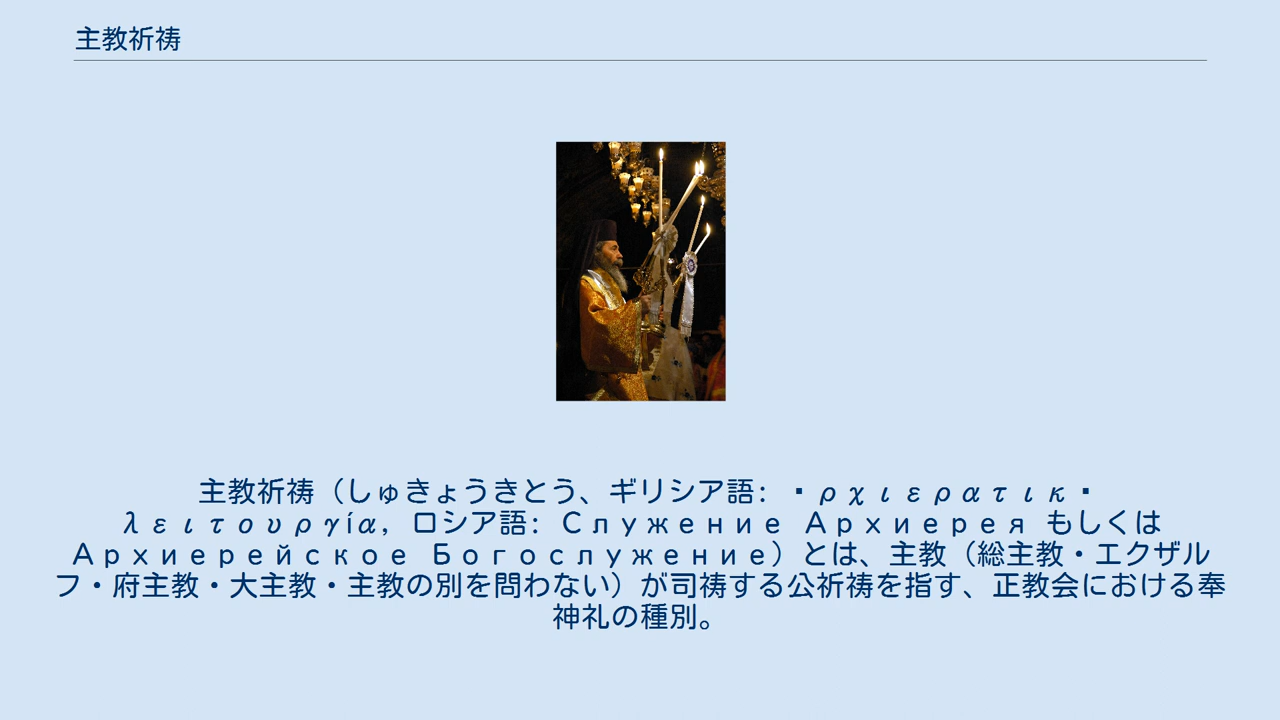 主教祈祷
主教祈祷（しゅきょうきとう、ギリシア語: ▪ρχιερατικ▪
λειτουργία, ロシア語: Служение Архиерея もしくは
Архиерейское Богослужение）とは、主教（総主教・エクザル
フ・府主教・大主教・主教の別を問わない）が司祷する公祈祷を指す、正教会における奉
神礼の種別。